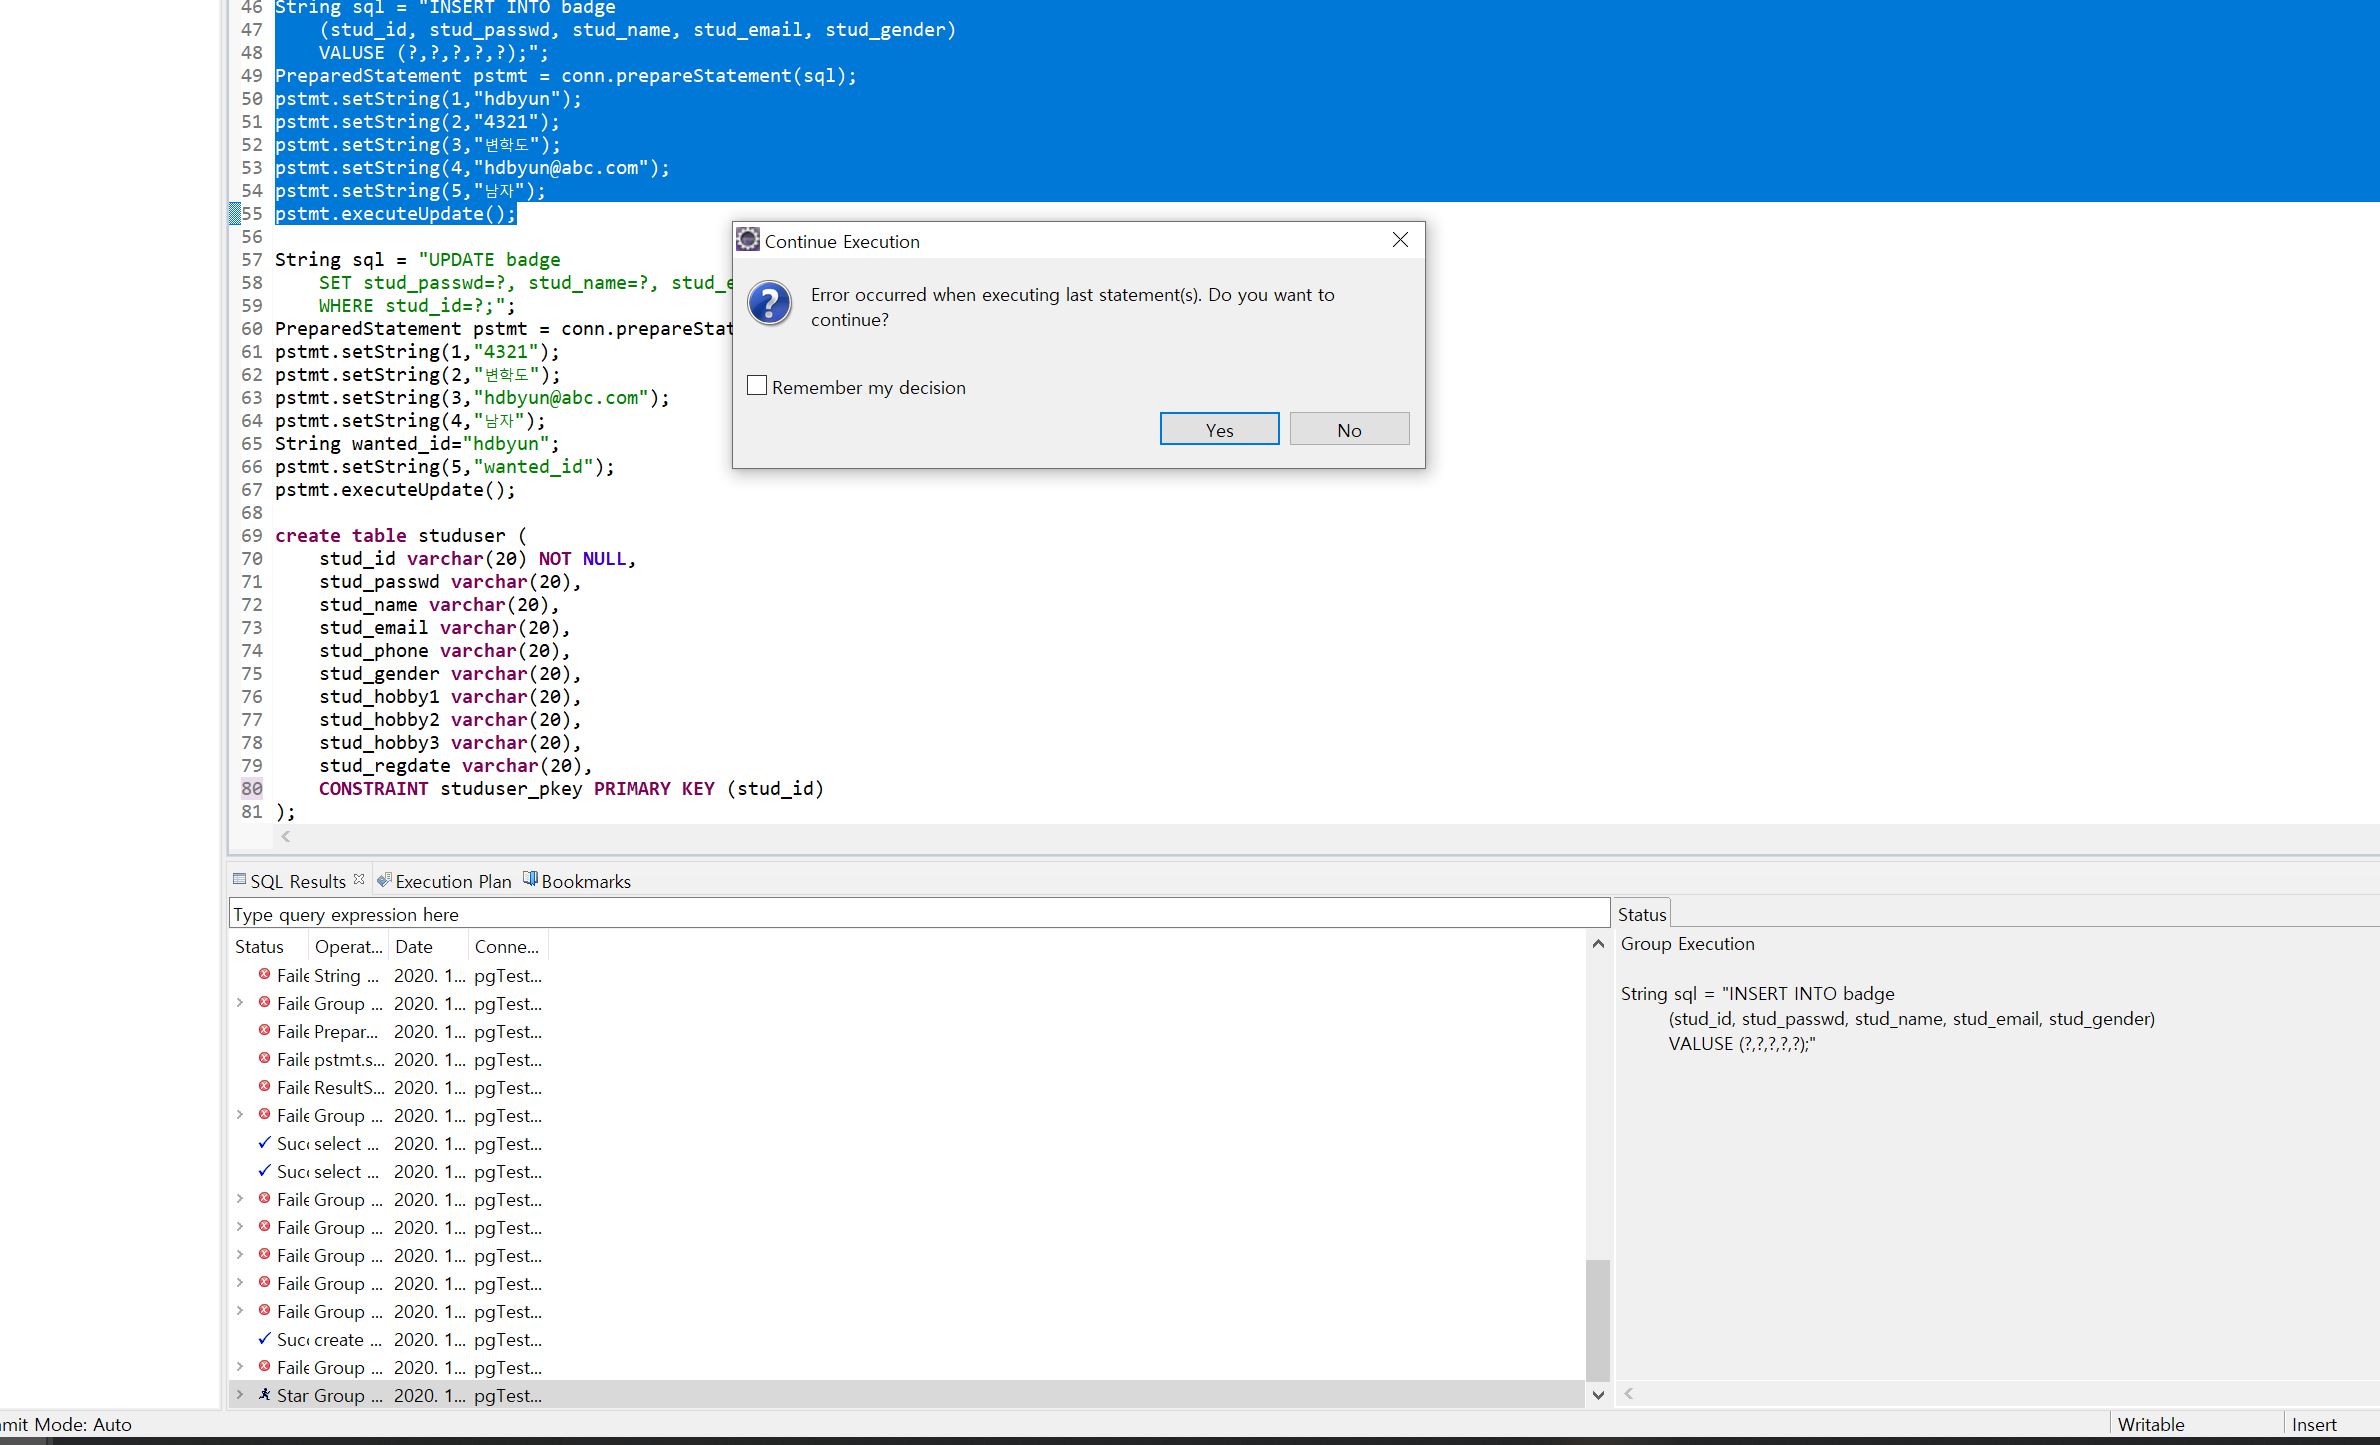 46 String sql = "INSERT INTO badge
47 (stud_id, stud_passwd, stud_name, stud_email, stud_gender)
48 VALUSE (?,?,?,?,?);";
49 PreparedStatement pstmt = conn.prepareStatement(sql);
50 pstmt.setString(1,"hdbyun");
51 pstmt.setString(2,"4321");
52 pstmt.setString(3,"변학도");
53 pstmt.setString(4,"hdbyun@abc.com");
54 pstmt.setString(5,"남자");
55 pstmt.executeUpdate();
56
57 String sql = "UPDATE badge
58 SET stud_passwd=?, stud_name=?, stud_e
59 WHERE stud_id=?;";
60 PreparedStatement pstmt = conn.prepareStat
61 pstmt.setString(1,"4321");
62 pstmt.setString(2,"변학도");
63 pstmt.setString(3,"hdbyun@abc.com");
64 pstmt.setString(4,"남자");
65 String wanted_id="hdbyun";
66 pstmt.setString(5,"wanted_id");
67 pstmt.executeUpdate();
68
69 create table studuser (
70 stud_id varchar(20) NOT NULL,
71 stud_passwd varchar(20),
72 stud_name varchar(20),
73 stud_email varchar(20),
74 stud_phone varchar(20),
75 stud_gender varchar(20),
76 stud_hobby1 varchar(20),
77 stud_hobby2 varchar(20),
78 stud_hobby3 varchar(20),
79 stud_regdate varchar(20),
80 CONSTRAINT studuser_pkey PRIMARY KEY (stud_id)
81 );
Continue Execution
Error occurred when executing last statement(s). Do you want to
continue?
Remember my decision
Yes No
SQL Results Execution Plan Bookmarks
Type query expression here
Status Operat... Date Conne...
Faile String ... 2020. 1... pgTest...
Faile Group ... 2020. 1... pgTest...
Faile Prepar... 2020. 1... pgTest...
Faile pstmt.s... 2020. 1... pgTest...
Faile ResultS... 2020. 1... pgTest...
Faile Group ... 2020. 1... pgTest...
Succ select ... 2020. 1... pgTest...
Succ select ... 2020. 1... pgTest...
Faile Group ... 2020. 1... pgTest...
Faile Group ... 2020. 1... pgTest...
Faile Group ... 2020. 1... pgTest...
Faile Group ... 2020. 1... pgTest...
Faile Group ... 2020. 1... pgTest...
Succ create ... 2020. 1... pgTest...
Faile Group ... 2020. 1... pgTest...
Star Group ... 2020. 1... pgTest...
Status
Group Execution
String sql = "INSERT INTO badge
(stud_id, stud_passwd, stud_name, stud_email, stud_gender)
VALUSE (?,?,?,?,?);"
mit Mode: Auto
Writable
Insert